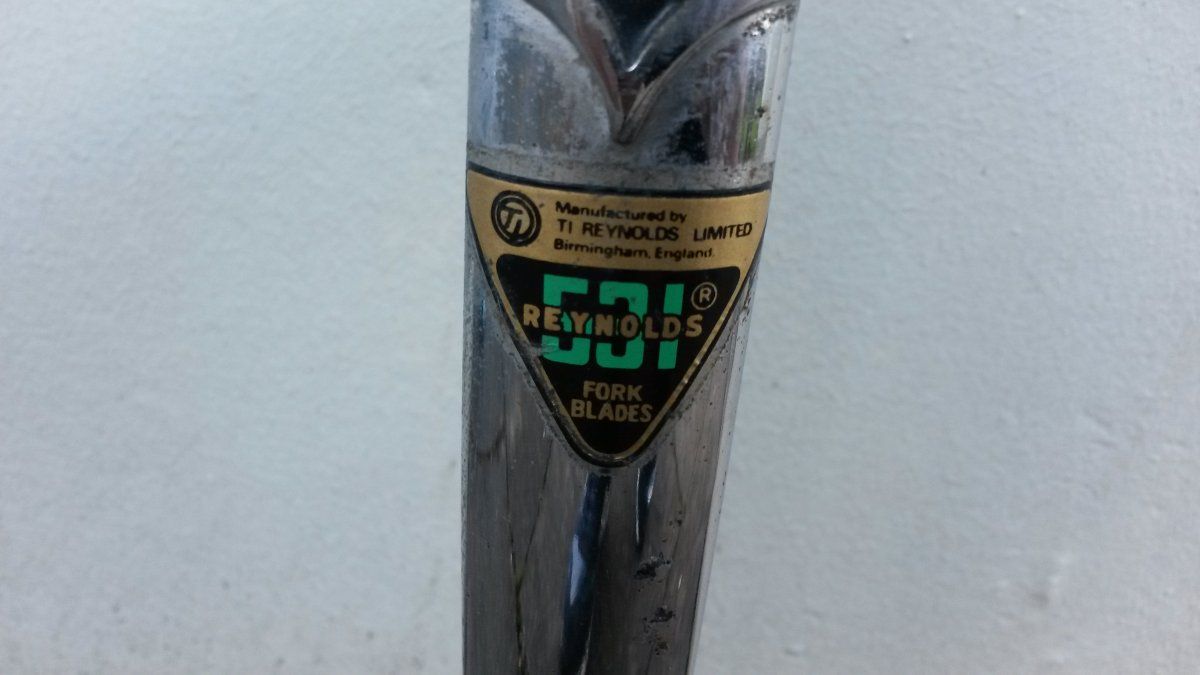 TI
Manufactured by
TI REYNOLDS LIMITED
Birmingham, England.
531 ®
REYNOLDS
FORK
BLADES